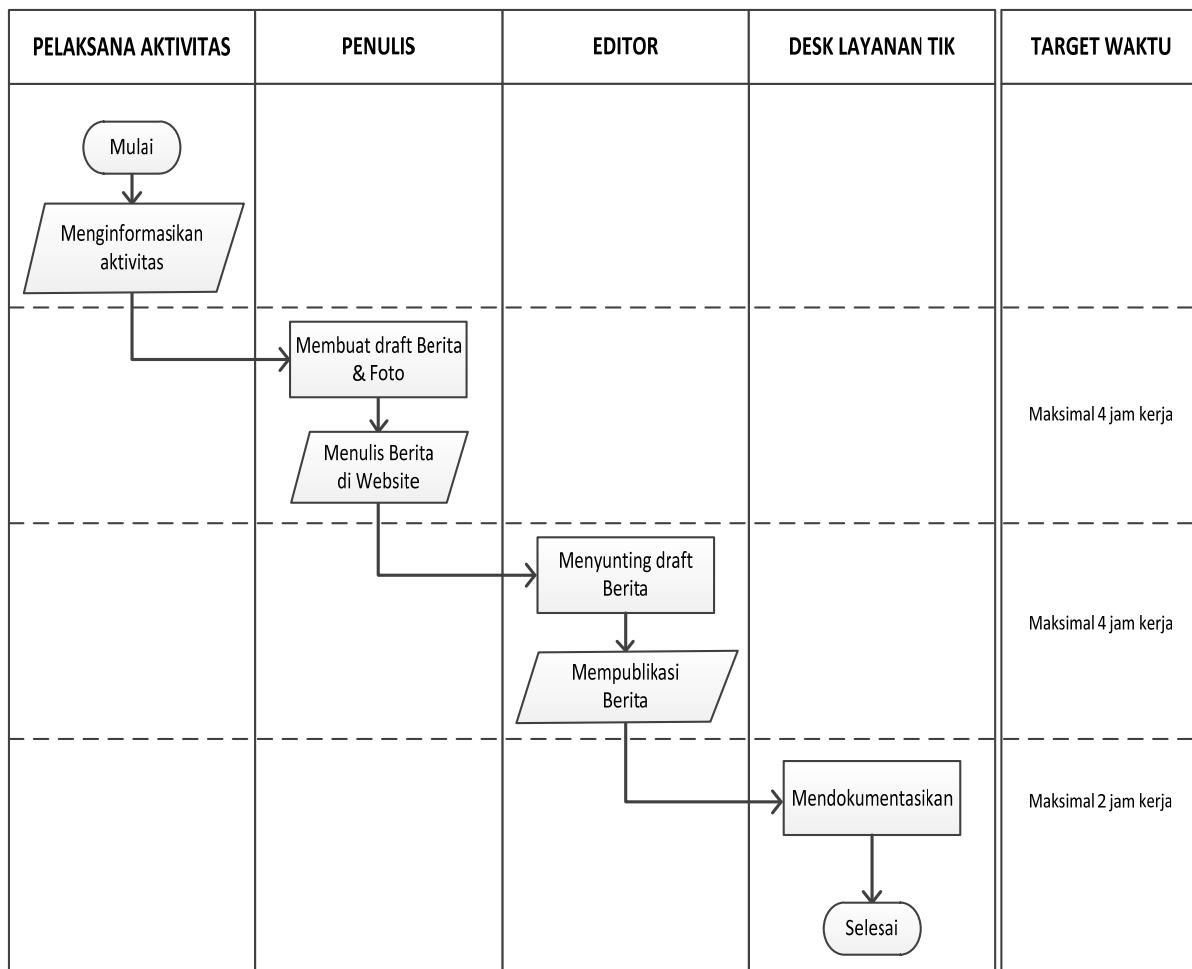 PELAKSANA AKTIVITAS
PENULIS
EDITOR
DESK LAYANAN TIK
TARGET WAKTU
Mulai
Menginformasikan
aktivitas
Membuat draft Berita
& Foto
Menulis Berita
di Website
Maksimal 4 jam kerja
Menyunting draft
Berita
Mempublikasi
Berita
Maksimal 4 jam kerja
Mendokumentasikan
Maksimal 2 jam kerja
Selesai